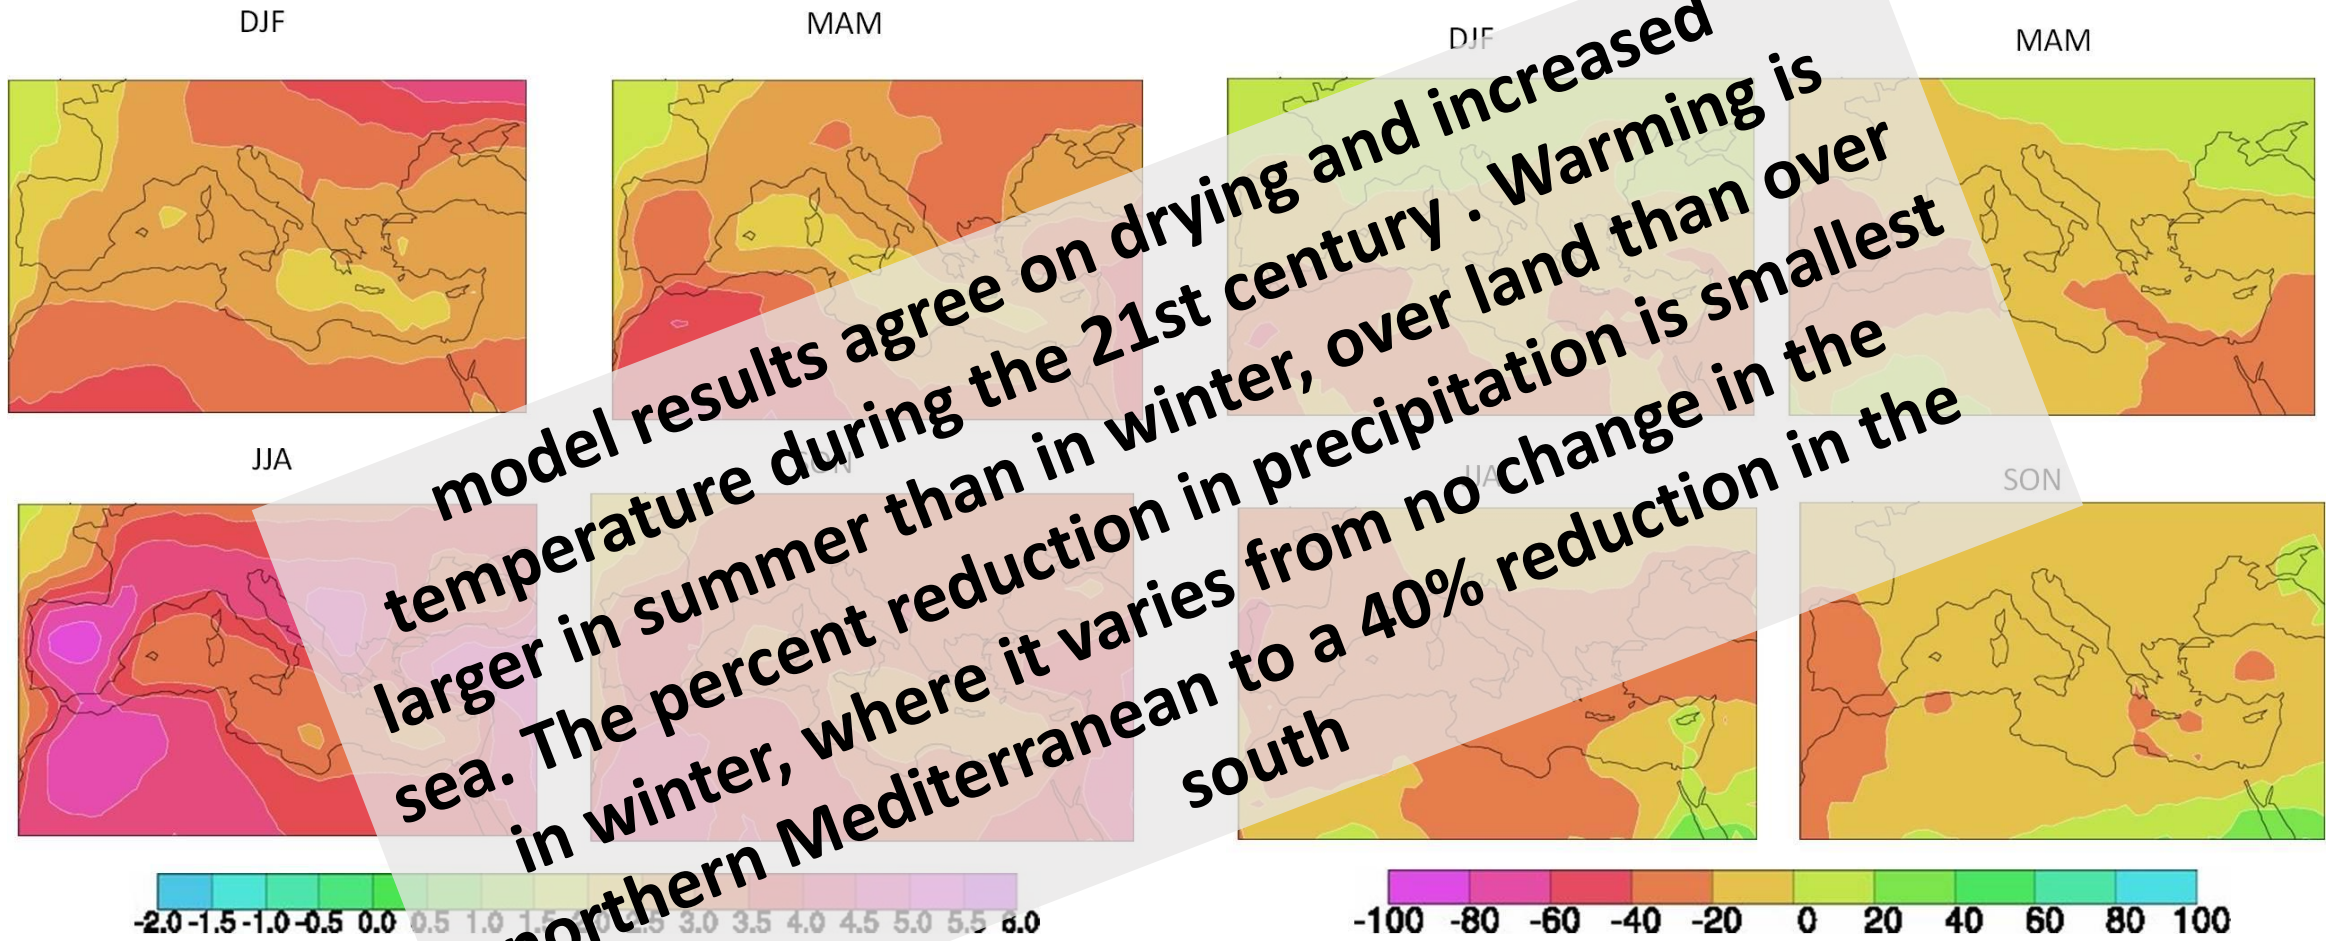 DJF
MAM
DJF
MAM
model results agree on drying and increased
temperature during the 21st century . Warming is
larger in summer than in winter, over land than over
sea. The percent reduction in precipitation is smallest
in winter, where it varies from no change in the
northern Mediterranean to a 40% reduction in the
south
JJA
SON
JJA
SON
-2.0 -1.5 -1.0 -0.5 0.0 0.5 1.0 1.5 2.0 2.5 3.0 3.5 4.0 4.5 5.0 5.5 6.0
-100 -80 -60 -40 -20 0 20 40 60 80 100